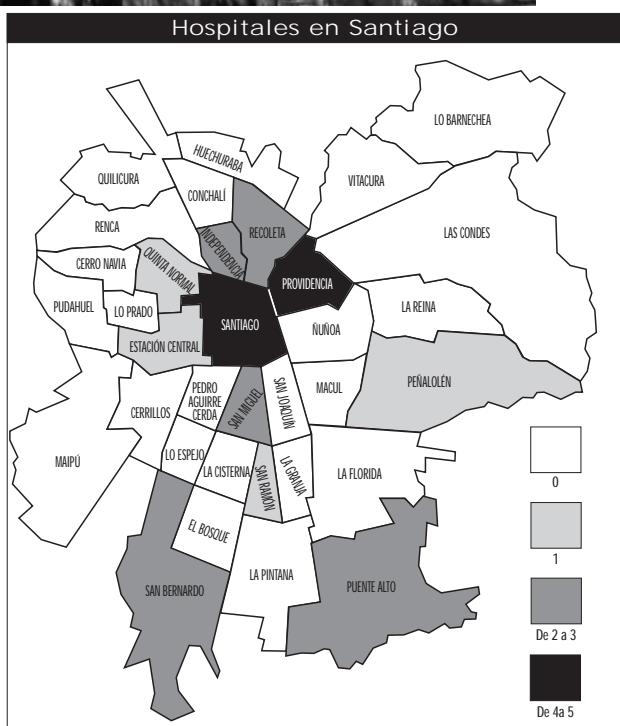 Hospitales en Santiago
LO BARNECHEA
HUECHURABA
VITACURA
QUILICURA
CONCHALÍ
RENCA
INDEPENDENCIA
RECOLETA
LAS CONDES
CERRO NAVIA
QUINTA NORMAL
PROVIDENCIA
PUDAHUEL
LO PRADO
LA REINA
SANTIAGO
ÑUÑOA
ESTACIÓN CENTRAL
PEÑALOLÉN
PEDRO
AGUIRRE
CERDA
SAN MIGUEL
SAN JOAQUÍN
MACUL
CERRILLOS
MAIPÚ
LO ESPEJO
LA CISTERNA
SAN RAMÓN
LA GRANJA
LA FLORIDA
0
EL BOSQUE
1
SAN BERNARDO
LA PINTANA
PUENTE ALTO
De 2 a 3
De 4a 5